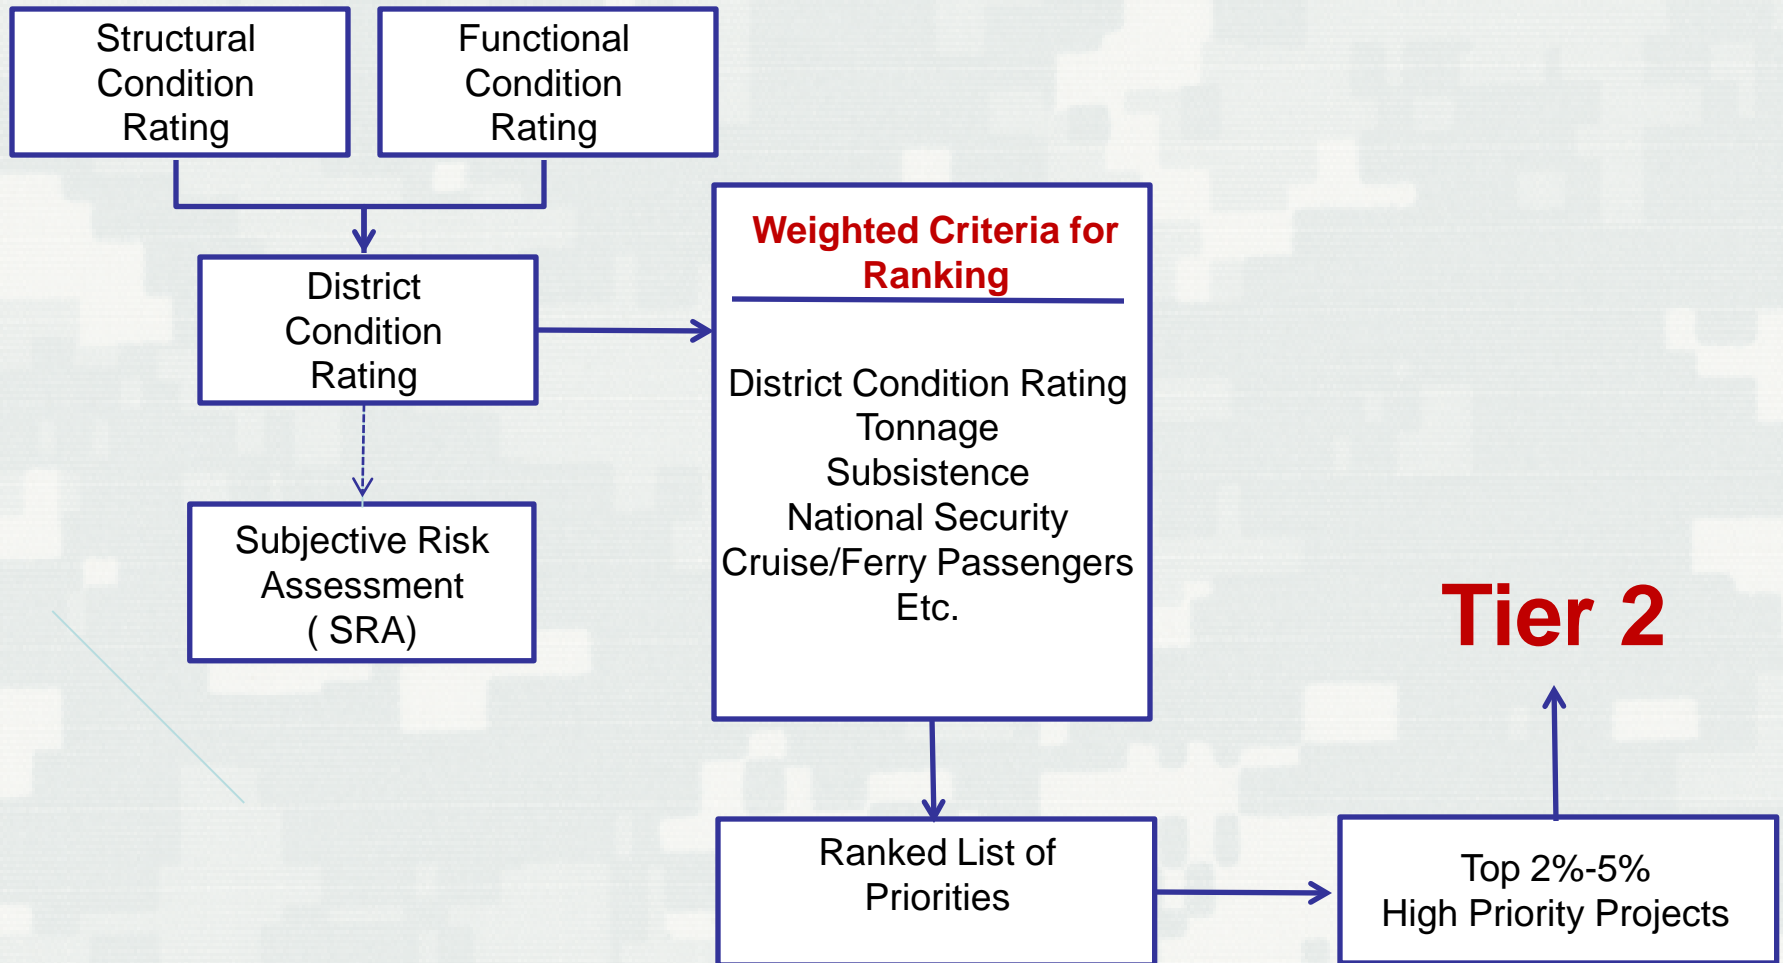 Structural
Condition
Rating
Functional
Condition
Rating
District
Condition
Rating
Subjective Risk
Assessment
( SRA)
Weighted Criteria for
Ranking
District Condition Rating
Tonnage
Subsistence
National Security
Cruise/Ferry Passengers
Etc.
Ranked List of
Priorities
Top 2%-5%
High Priority Projects
Tier 2